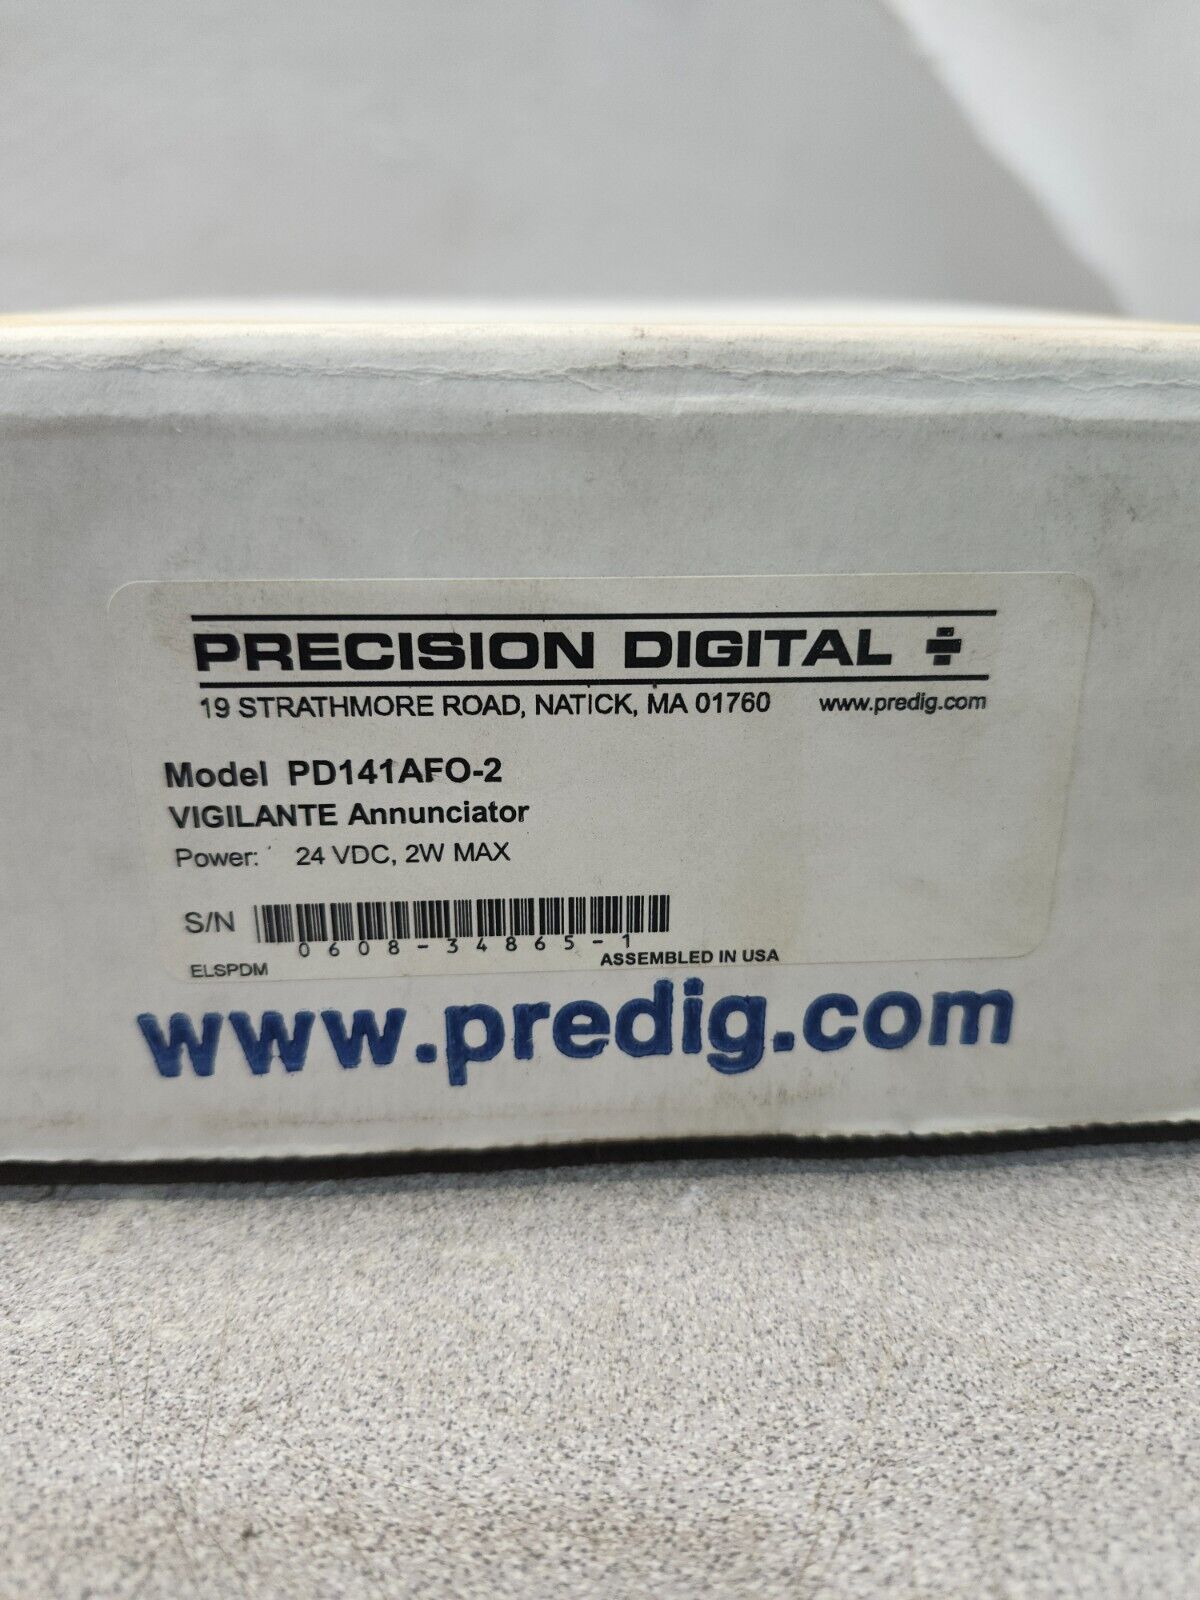 PRECISION DIGITAL
19 STRATHMORE ROAD, NATICK, MA 01760 www.predig.com
Model PD141AFO-2
VIGILANTE Annunciator
Power: 24 VDC, 2W MAX
S/N
0608-34865-1
ELSPDM ASSEMBLED IN USA
www.predig.com